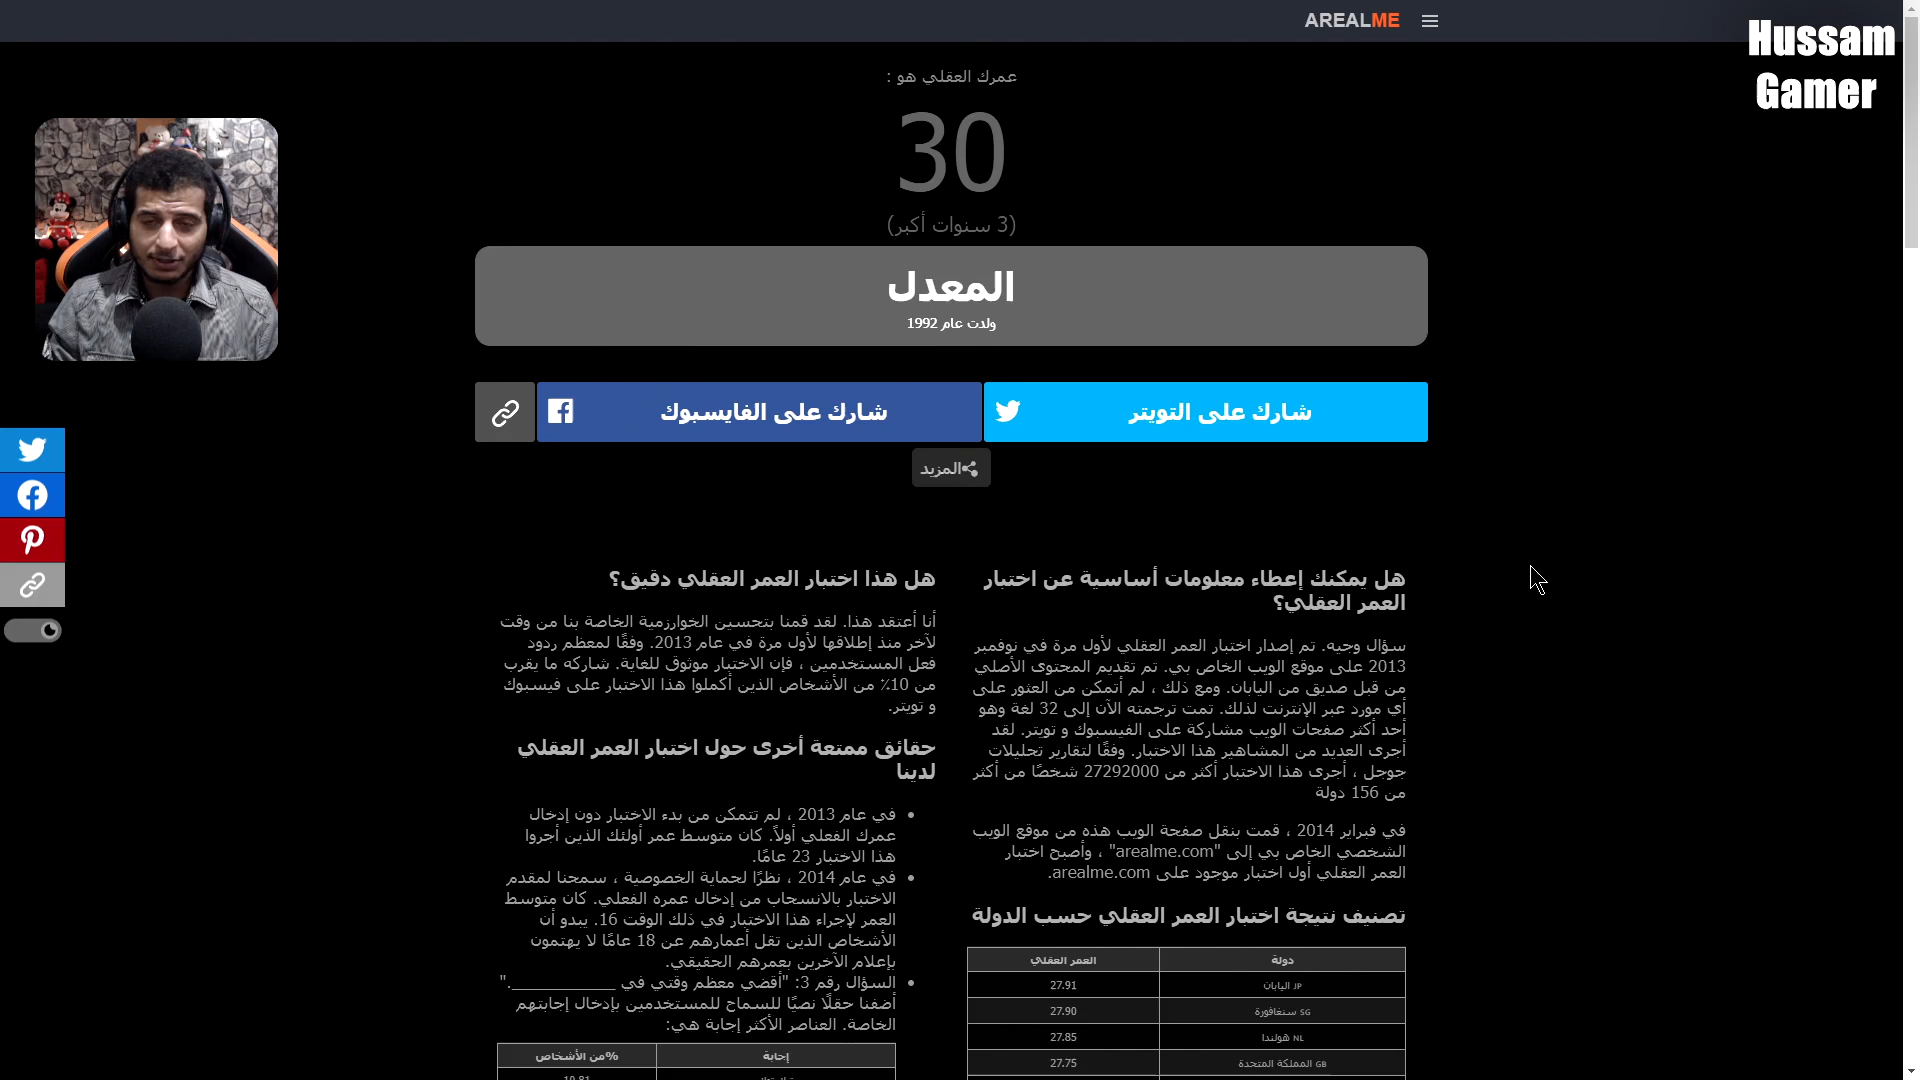 AREALME
Hussam
Gamer
عمرك العقلي هو :
30
(3 سنوات أكبر)
المعدل
ولدت عام 1992
شارك على التويتر
شارك على الفايسبوك
المزيد
هل يمكنك إعطاء معلومات أساسية عن اختبار
العمر العقلي؟
سؤال وجيه. تم إصدار اختبار العمر العقلي لأول مرة في نوفمبر
2013 على موقع الويب الخاص بي. تم تقديم المحتوى الأصلي
من قبل صديق من اليابان. ومع ذلك ، لم أتمكن من العثور على
أي مورد عبر الإنترنت لذلك. تمت ترجمته الآن إلى 32 لغة وهو
أحد أكثر صفحات الويب مشاركة على الفيسبوك و تويتر. لقد
أجرى العديد من المشاهير هذا الاختبار. وفقًا لتقارير تحليلات
جوجل ، أجرى هذا الاختبار أكثر من 27292000 شخصًا من أكثر
من 156 دولة
في فبراير 2014 ، قمت بنقل صفحة الويب هذه من موقع الويب
الشخصي الخاص بي إلى "arealme.com" ، وأصبح اختبار
العمر العقلي أول اختبار موجود على arealme.com.
تصنيف نتيجة اختبار العمر العقلي حسب الدولة
دولة العمر العقلي
JP اليابان 27.91
SG سنغافورة 27.90
NL هولندا 27.85
GB المملكة المتحدة 27.75
هل هذا اختبار العمر العقلي دقيق؟
أنا أعتقد هذا. لقد قمنا بتحسين الخوارزمية الخاصة بنا من وقت
لآخر منذ إطلاقها لأول مرة في عام 2013. وفقًا لمعظم ردود
فعل المستخدمين ، فإن الاختبار موثوق للغاية. شاركه ما يقرب
من 10٪ من الأشخاص الذين أكملوا هذا الاختبار على فيسبوك
و تويتر.
حقائق ممتعة أخرى حول اختبار العمر العقلي
لدينا
• في عام 2013 ، لم تتمكن من بدء الاختبار دون إدخال
عمرك الفعلي أولاً. كان متوسط عمر أولئك الذين أجروا
هذا الاختبار 23 عامًا.
• في عام 2014 ، نظرًا لحماية الخصوصية ، سمحنا لمقدم
الاختبار بالانسحاب من إدخال عمره الفعلي. كان متوسط
العمر لإجراء هذا الاختبار في ذلك الوقت 16. يبدو أن
الأشخاص الذين تقل أعمارهم عن 18 عامًا لا يهتمون
بإعلام الآخرين بعمرهم الحقيقي.
• السؤال رقم 3: "أقضي معظم وقتي في ___________."
أضفنا حقلًا نصيًا للسماح للمستخدمين بإدخال إجابتهم
الخاصة. العناصر الأكثر إجابة هي:
إجابة %من الأشخاص